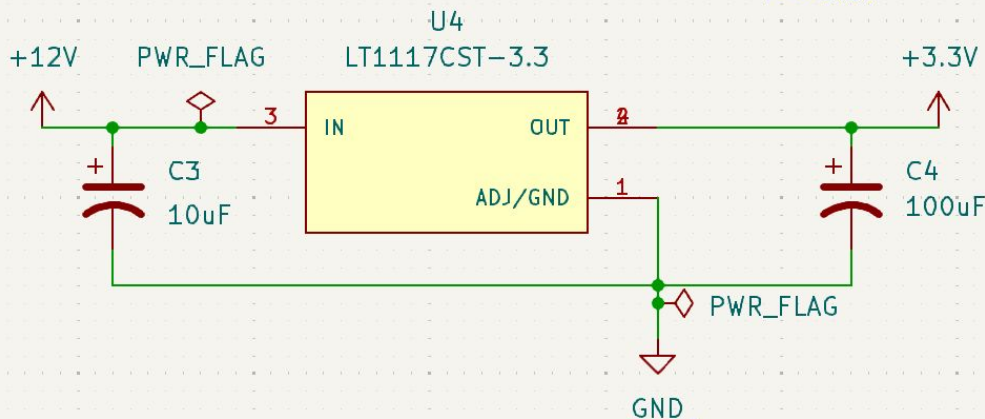 U4
+12V PWR_FLAG LT1117CST-3.3 +3.3V
3 IN OUT
+ C3 + C4
ADJ/GND 1
10uF 100uF
PWR_FLAG
GND